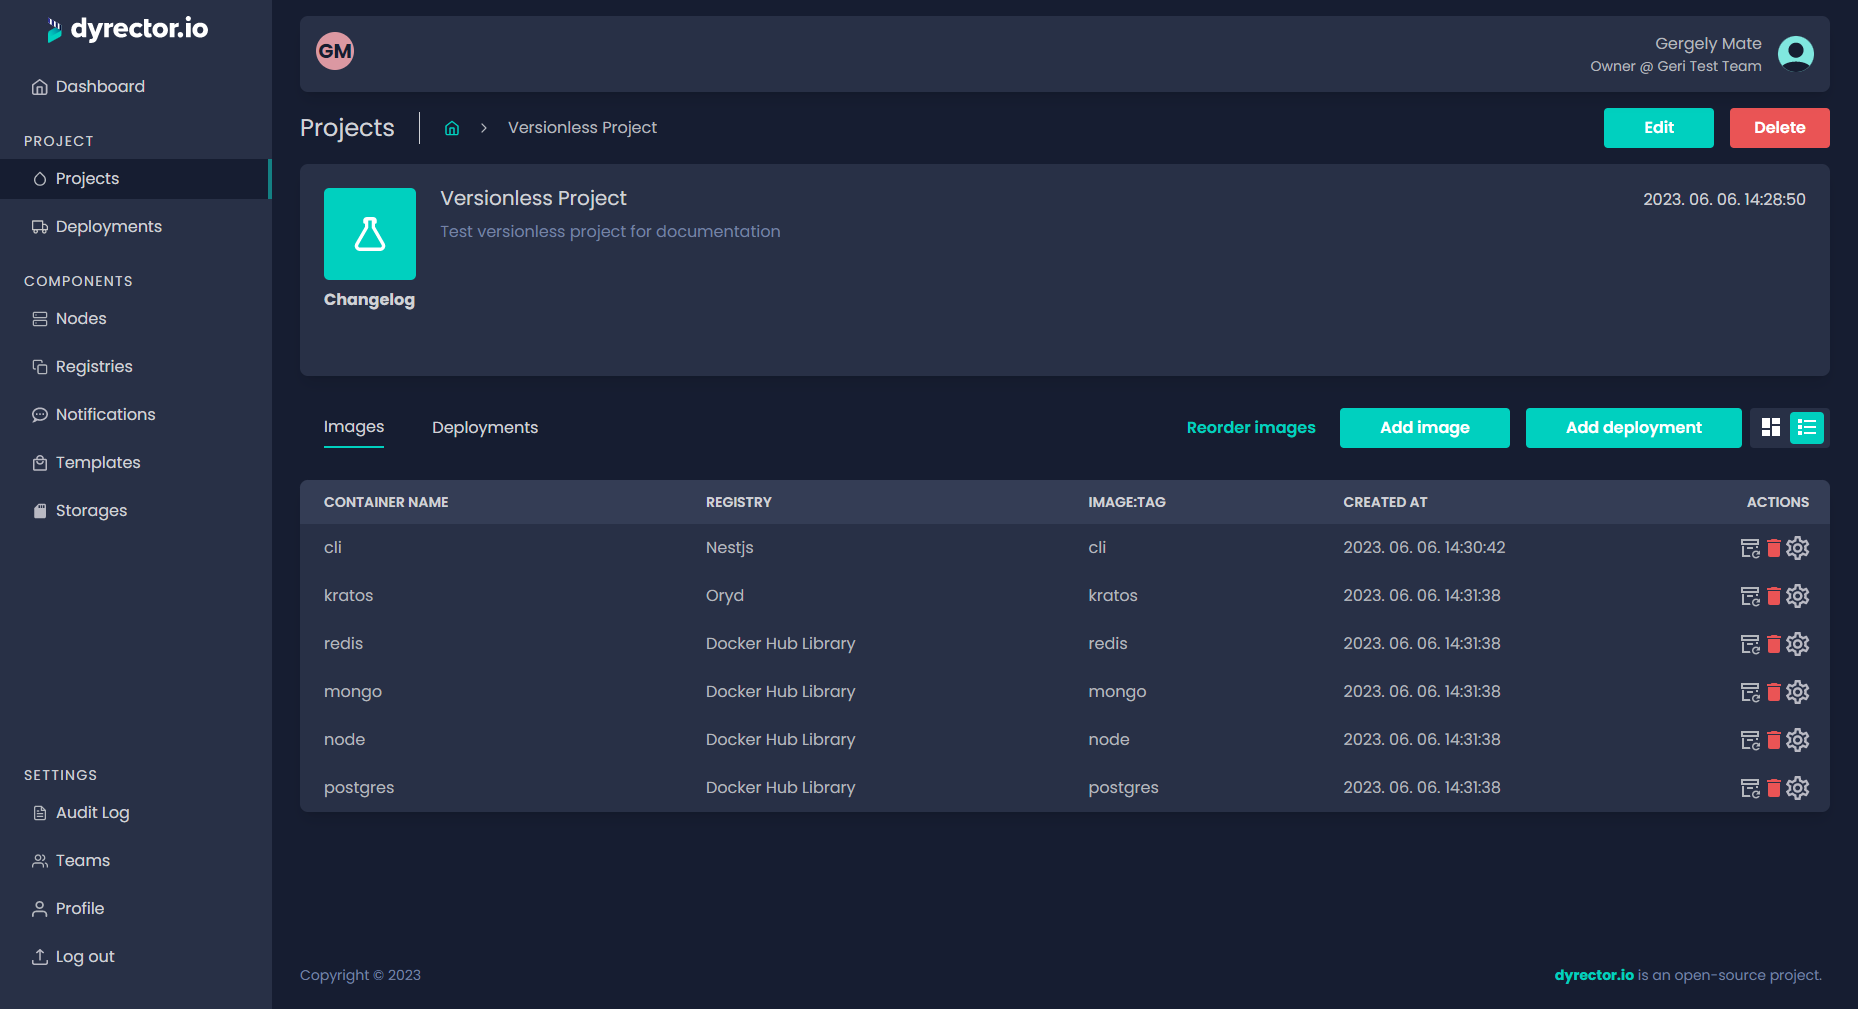 dyrector.io
Dashboard
PROJECT
Projects
Deployments
COMPONENTS
Nodes
Registries
Notifications
Templates
Storages
SETTINGS
Audit Log
Teams
Profile
Log out
GM
Gergely Mate
Owner @ Geri Test Team
Projects Versionless Project
Edit Delete
Versionless Project 2023. 06. 06. 14:28:50
Test versionless project for documentation
Changelog
Images Deployments Reorder images Add image Add deployment
CONTAINER NAME REGISTRY IMAGE:TAG CREATED AT ACTIONS
cli Nestjs cli 2023. 06. 06. 14:30:42
kratos Oryd kratos 2023. 06. 06. 14:31:38
redis Docker Hub Library redis 2023. 06. 06. 14:31:38
mongo Docker Hub Library mongo 2023. 06. 06. 14:31:38
node Docker Hub Library node 2023. 06. 06. 14:31:38
postgres Docker Hub Library postgres 2023. 06. 06. 14:31:38
Copyright © 2023 dyrector.io is an open-source project.